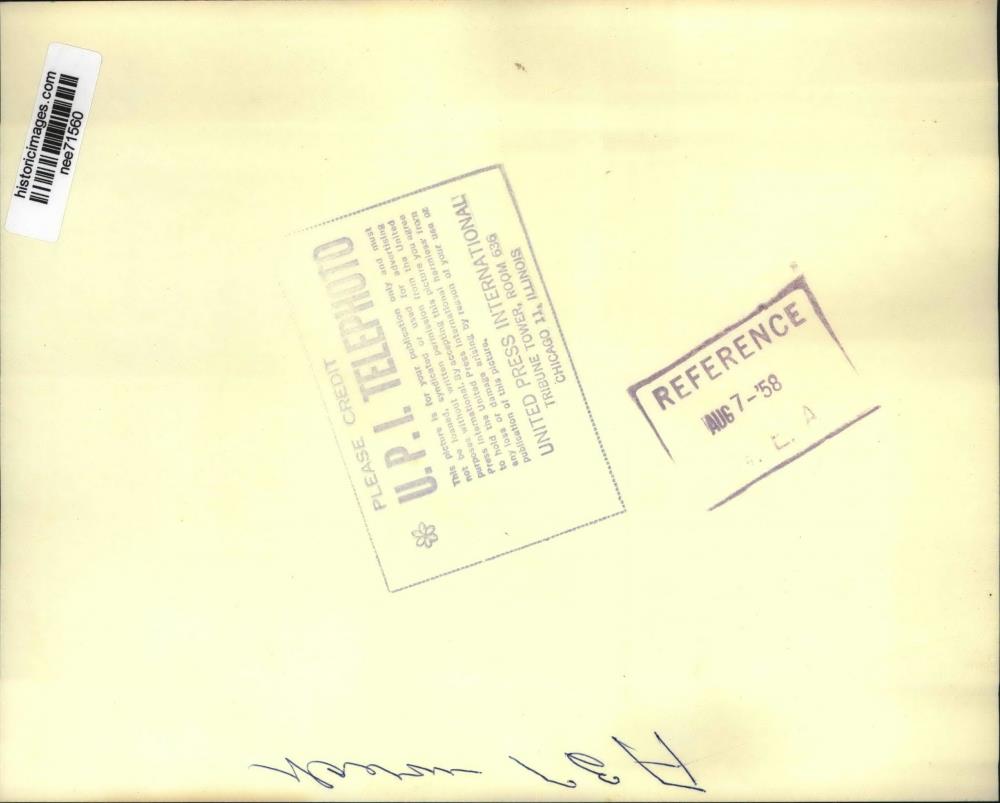 historicimages.com
nee71560
PLEASE CREDIT
U.P.I. TELEPHOTO
This picture is for your publication only and must
not be loaned, syndicated or used for advertising
purposes without written permission from the United
Press International. By accepting this picture you agree
to hold the United Press International harmless from
any loss or damage arising by reason of your use of
publication of this picture.
UNITED PRESS INTERNATIONAL
TRIBUNE TOWER, ROOM 636
CHICAGO 11, ILLINOIS
REFERENCE
AUG 7-'58
E. A